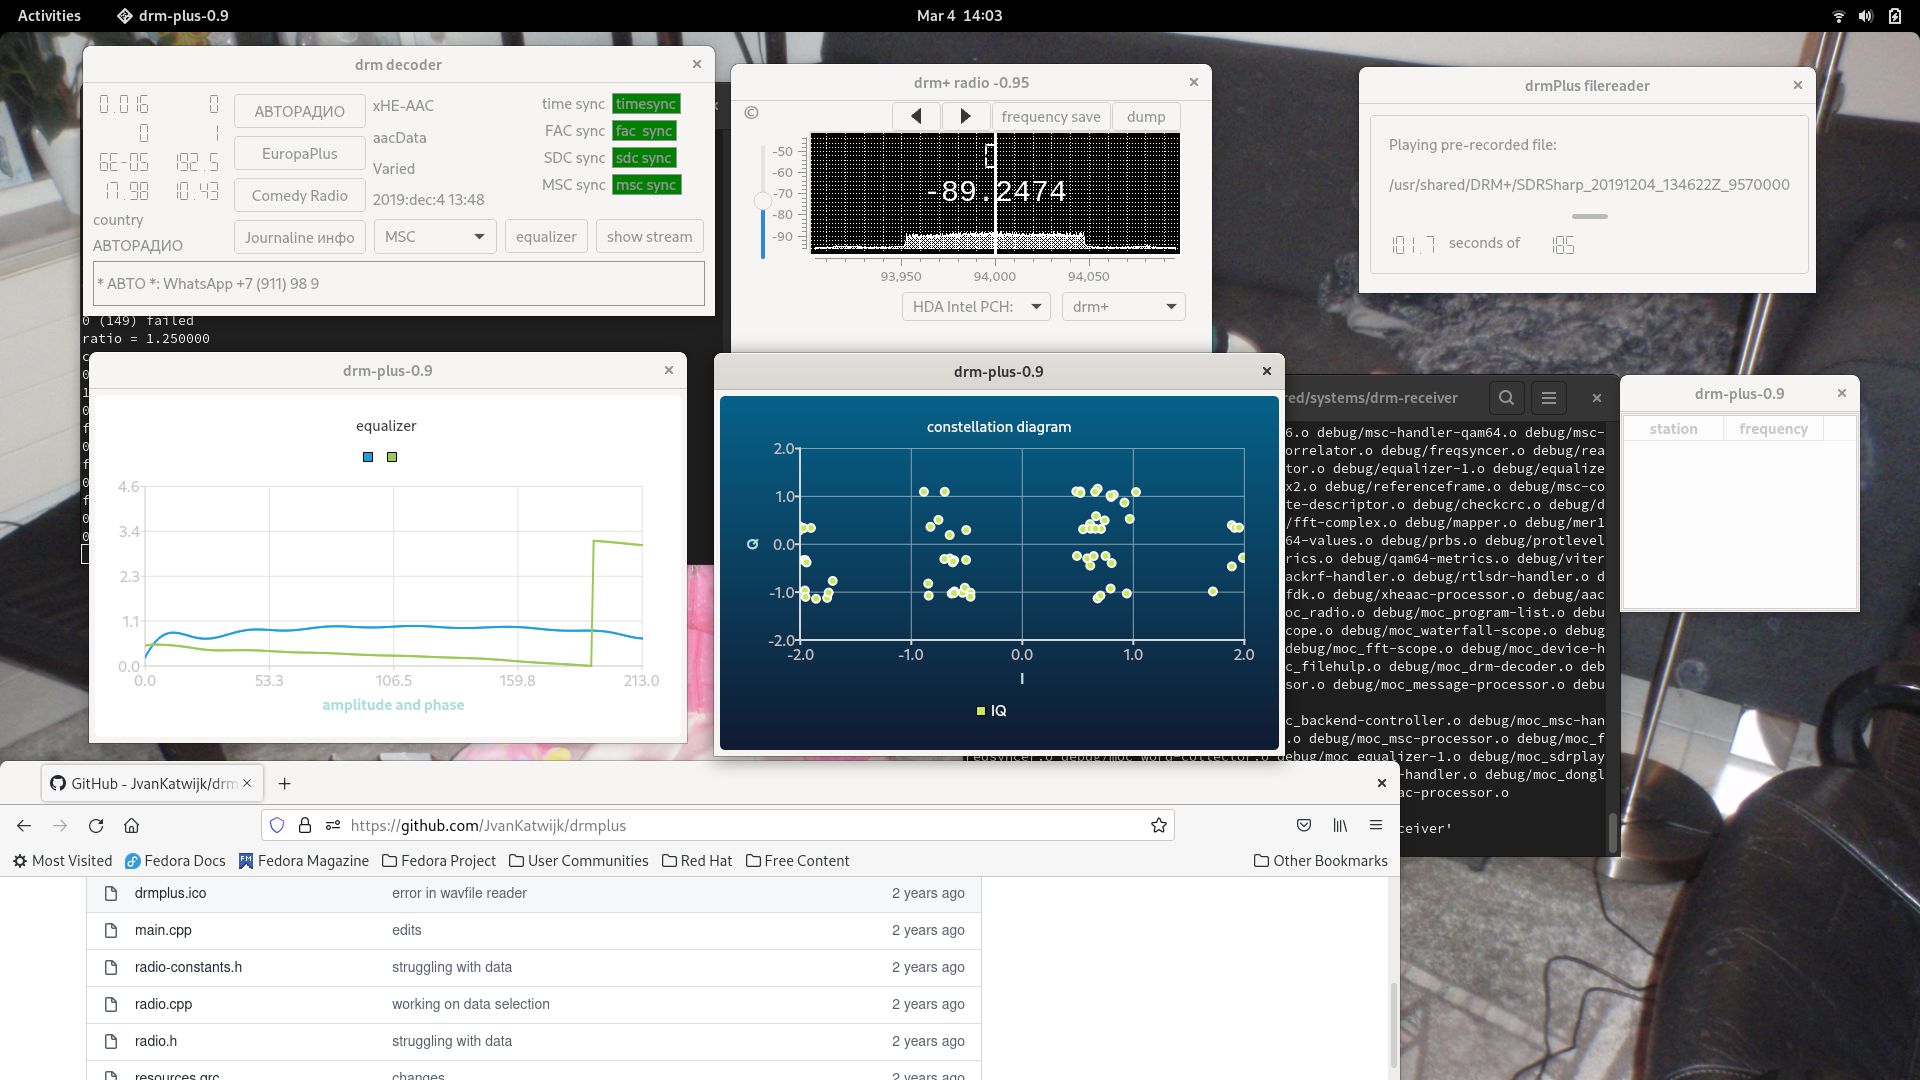 Activities
drm-plus-0.9
Mar 4 14:03
drm decoder
0.016 0
0 1
6E-05 192.5
17.98 10.43
АВТОРАДИО
EuropaPlus
Comedy Radio
Journaline инфо
xHE-AAC
aacData
Varied
2019:dec:4 13:48
time sync timesync
FAC sync fac sync
SDC sync sdc sync
MSC sync msc sync
country
АВТОРАДИО
MSC
equalizer
show stream
* АВТО *: WhatsApp +7 (911) 98 9
0 (149) failed
ratio = 1.250000
drm+ radio -0.95
©
frequency save
dump
-50
-60
-70
-80
-90
-89.2474
93,950 94,000 94,050
HDA Intel PCH:
drm+
drmPlus filereader
Playing pre-recorded file:
/usr/shared/DRM+/SDRSharp_20191204_134622Z_9570000
101.7 seconds of 185
drm-plus-0.9
equalizer
4.6
3.4
2.3
1.1
0.0
0.0 53.3 106.5 159.8 213.0
amplitude and phase
drm-plus-0.9
constellation diagram
2.0
1.0
0.0
-1.0
-2.0
Q
-2.0 -1.0 0.0 1.0 2.0
I
IQ
red/systems/drm-receiver
6.o debug/msc-handler-qam64.o debug/msc-
orrelator.o debug/freqsyncer.o debug/rea
tor.o debug/equalizer-1.o debug/equalize
x2.o debug/referenceframe.o debug/msc-co
te-descriptor.o debug/checkcrc.o debug/d
/fft-complex.o debug/mapper.o debug/mer1
64-values.o debug/prbs.o debug/protlevel
rics.o debug/qam64-metrics.o debug/viter
ackrf-handler.o debug/rtlsdr-handler.o d
fdk.o debug/xheaac-processor.o debug/aac
oc_radio.o debug/moc_program-list.o debug
cope.o debug/moc_waterfall-scope.o debug
debug/moc_fft-scope.o debug/moc_device-h
c_filehulp.o debug/moc_drm-decoder.o deb
sor.o debug/moc_message-processor.o debu
c_backend-controller.o debug/moc_msc-han
.o debug/moc_msc-processor.o debug/moc_f
reqsyncer.o debug/moc_word-collector.o debug/moc_equalizer-1.o debug/moc_sdrplay
-handler.o debug/moc_dongl
ac-processor.o
ceiver'
drm-plus-0.9
station frequency
GitHub - JvanKatwijk/drm
https://github.com/JvanKatwijk/drmplus
Most Visited
Fedora Docs
Fedora Magazine
Fedora Project
User Communities
Red Hat
Free Content
Other Bookmarks
drmplus.ico error in wavfile reader 2 years ago
main.cpp edits 2 years ago
radio-constants.h struggling with data 2 years ago
radio.cpp working on data selection 2 years ago
radio.h struggling with data 2 years ago
resources.qrc changes 2 years ago